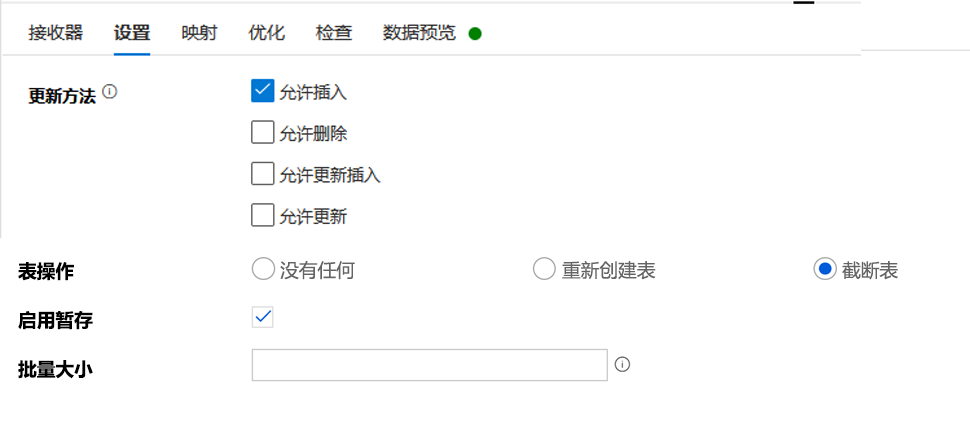 接收器 设置 映射 优化 检查 数据预览
更新方法 允许插入
允许删除
允许更新插入
允许更新
表操作 没有任何 重新创建表 截断表
启用暂存
批量大小